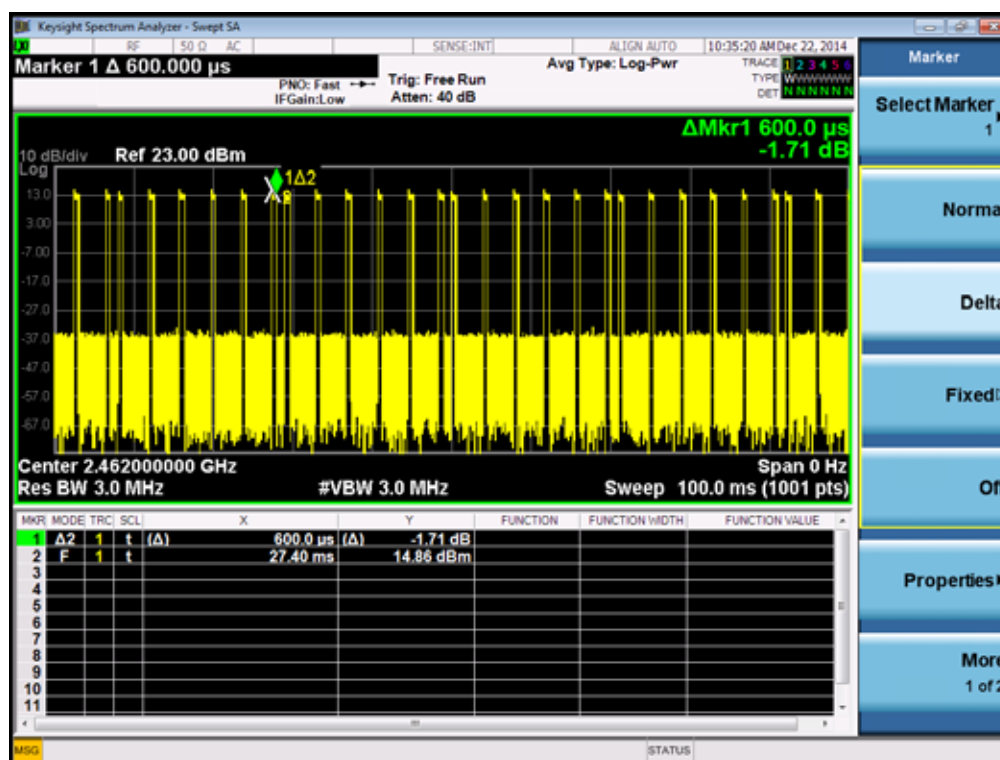 Keysight Spectrum Analyzer - Swept SA
RF 50 Ω AC SENSE:INT ALIGN AUTO 10:35:20 AM Dec 22, 2014
Marker 1 Δ 600.000 µs
PNO: Fast
IFGain:Low
Trig: Free Run
Atten: 40 dB
Avg Type: Log-Pwr
TRACE 1 2 3 4 5 6
TYPE
DET N N N N N N
ΔMkr1 600.0 µs
-1.71 dB
10 dB/div Ref 23.00 dBm
Log
1Δ2
13.0
3.00
-7.00
-17.0
-27.0
-37.0
-47.0
-57.0
-67.0
Center 2.462000000 GHz Span 0 Hz
Res BW 3.0 MHz #VBW 3.0 MHz Sweep 100.0 ms (1001 pts)
MKR MODE TRC SCL X Y FUNCTION FUNCTION WIDTH FUNCTION VALUE
1 Δ2 1 t (Δ) 600.0 µs (Δ) -1.71 dB
2 F 1 t 27.40 ms 14.86 dBm
3
4
5
6
7
8
9
10
11
MSG STATUS
Marker
Select Marker
1
Norma
Delta
Fixed
Of
Properties
More
1 of 2